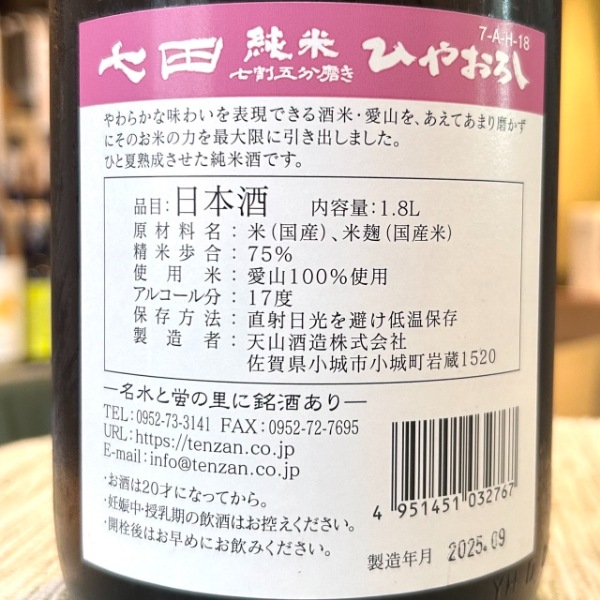 7-A-H-18
七田 純米 七割五分磨き ひやおろし
やわらかな味わいを表現できる酒米・愛山を、あえてあまり磨かず
にそのお米の力を最大限に引き出しました。
ひと夏熟成させた純米酒です。
品目:日本酒 内容量:1.8L
原材料名:米(国産)、米麹(国産米)
精米歩合:75%
使用米:愛山100%使用
アルコール分:17度
保存方法:直射日光を避け低温保存
製造者:天山酒造株式会社
佐賀県小城市小城町岩蔵1520
―名水と蛍の里に銘酒あり―
TEL:0952-73-3141 FAX:0952-72-7695
URL:https://tenzan.co.jp
E-mail:info@tenzan.co.jp
・お酒は20才になってから。
・妊娠中・授乳期の飲酒はお控えください。
・開栓後はお早めにお飲みください。
4 951451 032767
製造年月 2025.09